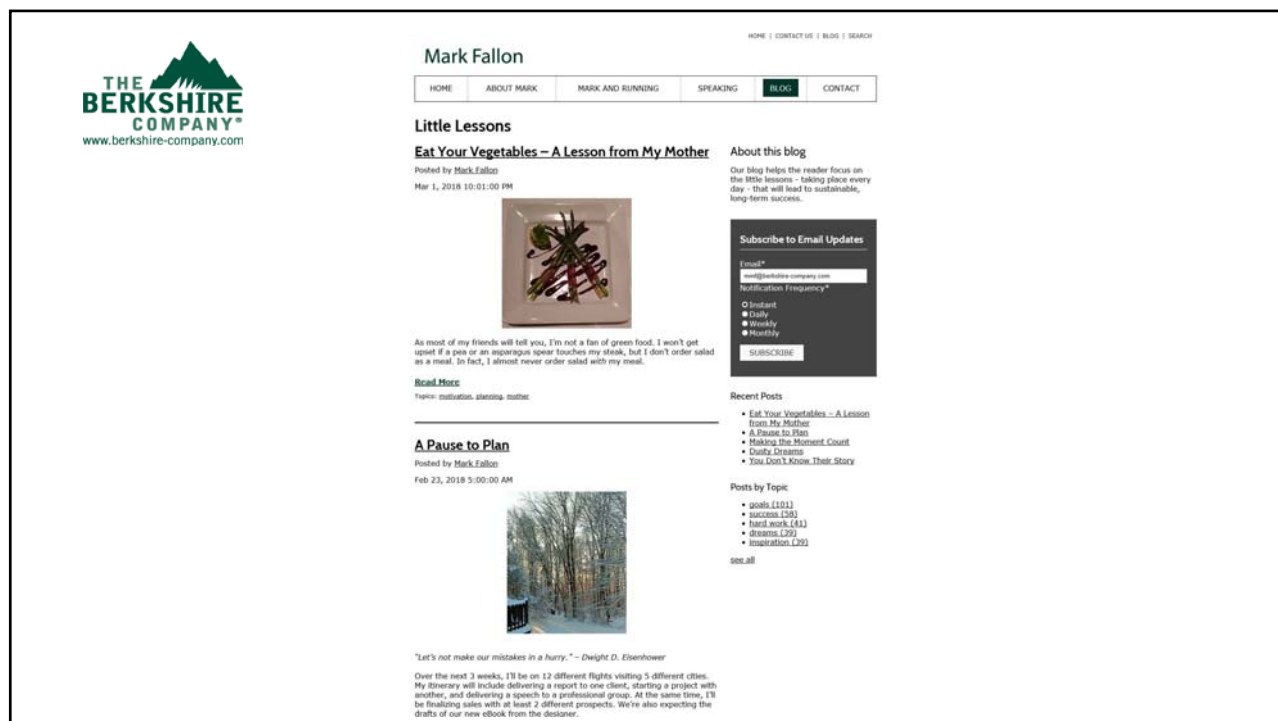 THE
BERKSHIRE
COMPANY®
www.berkshire-company.com
HOME | CONTACT US | BLOG | SEARCH
Mark Fallon
HOME
ABOUT MARK
MARK AND RUNNING
SPEAKING
BLOG
CONTACT
Little Lessons
Eat Your Vegetables – A Lesson from My Mother
Posted by Mark Fallon
Mar 1, 2018 10:01:00 PM
As most of my friends will tell you, I'm not a fan of green food. I won't get
upset if a pea or an asparagus spear touches my steak, but I don't order salad
as a meal. In fact, I almost never order salad with my meal.
Read More
Topics: motivation, planning, mother
A Pause to Plan
Posted by Mark Fallon
Feb 23, 2018 5:00:00 AM
"Let's not make our mistakes in a hurry." – Dwight D. Eisenhower
Over the next 3 weeks, I'll be on 12 different flights visiting 5 different cities.
My itinerary will include delivering a report to one client, starting a project with
another, and delivering a speech to a professional group. At the same time, I'll
be finalizing sales with at least 2 different prospects. We're also expecting the
drafts of our new eBook from the designer.
About this blog
Our blog helps the reader focus on
the little lessons - taking place every
day - that will lead to sustainable,
long-term success.
Subscribe to Email Updates
Email*
mmf@berkshire-company.com
Notification Frequency*
Instant
Daily
Weekly
Monthly
SUBSCRIBE
Recent Posts
• Eat Your Vegetables – A Lesson
from My Mother
• A Pause to Plan
• Making the Moment Count
• Dusty Dreams
• You Don't Know Their Story
Posts by Topic
• goals (101)
• success (58)
• hard work (41)
• dreams (39)
• inspiration (39)
see all